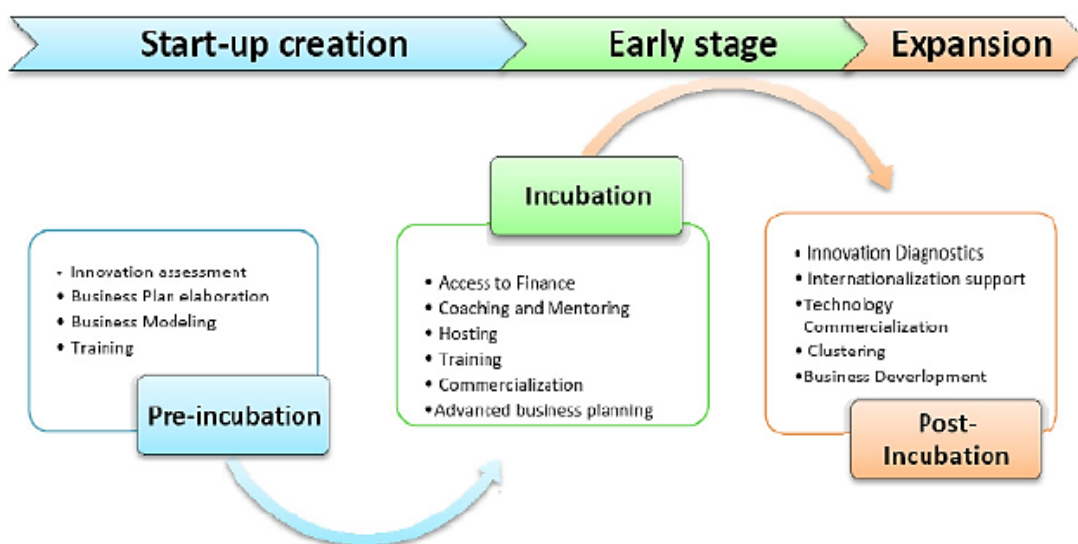 Start-up creation
Early stage
Expansion
Pre-incubation
• Innovation assessment
• Business Plan elaboration
• Business Modeling
• Training
Incubation
• Access to Finance
• Coaching and Mentoring
• Hosting
• Training
• Commercialization
•Advanced business planning
Post-
Incubation
• Innovation Diagnostics
• Internationalization support
•Technology
Commercialization
• Clustering
•Business Deverlopment